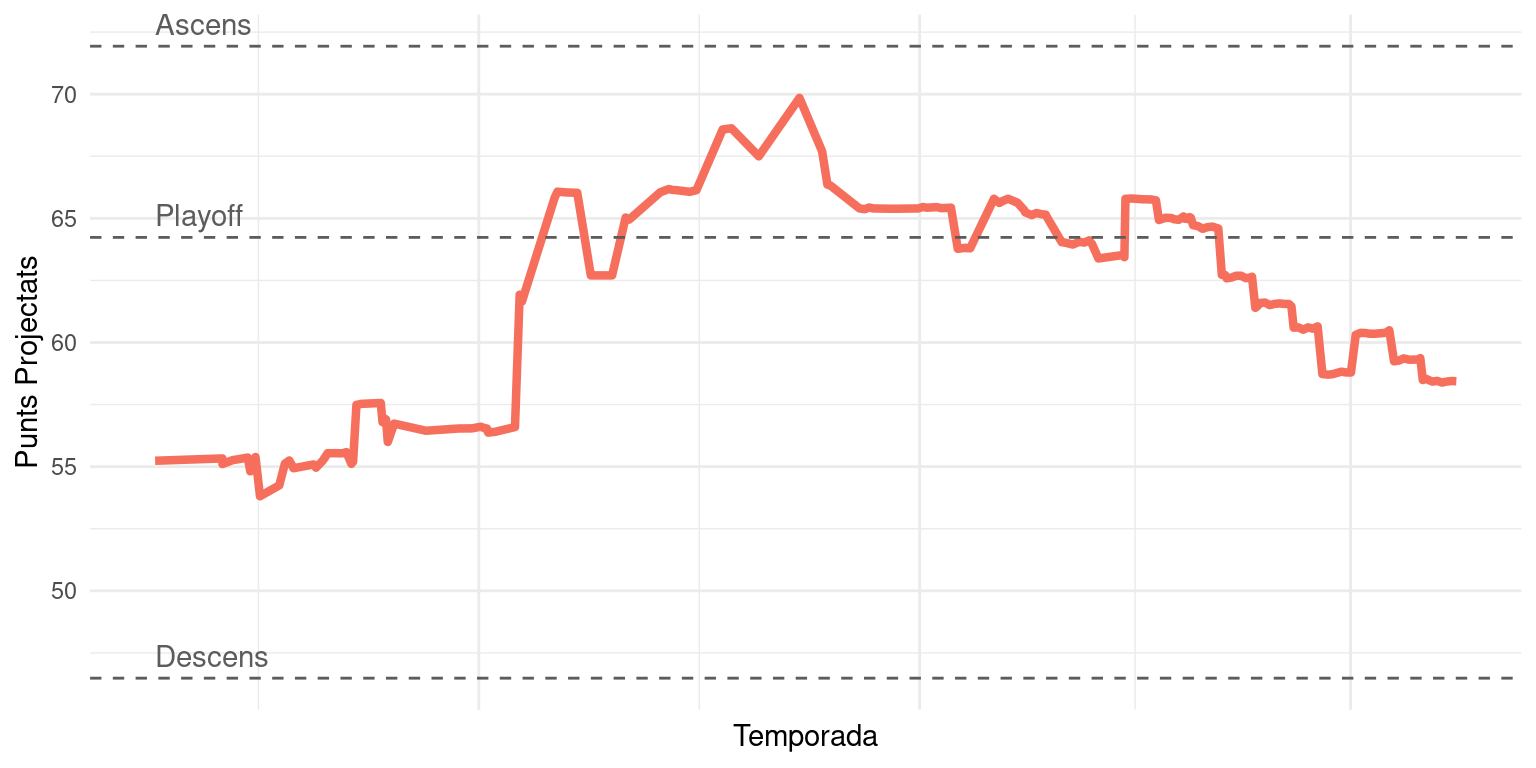 Ascens
70
Playoff
65
60
55
50
Descens
Punts Projectats
Temporada